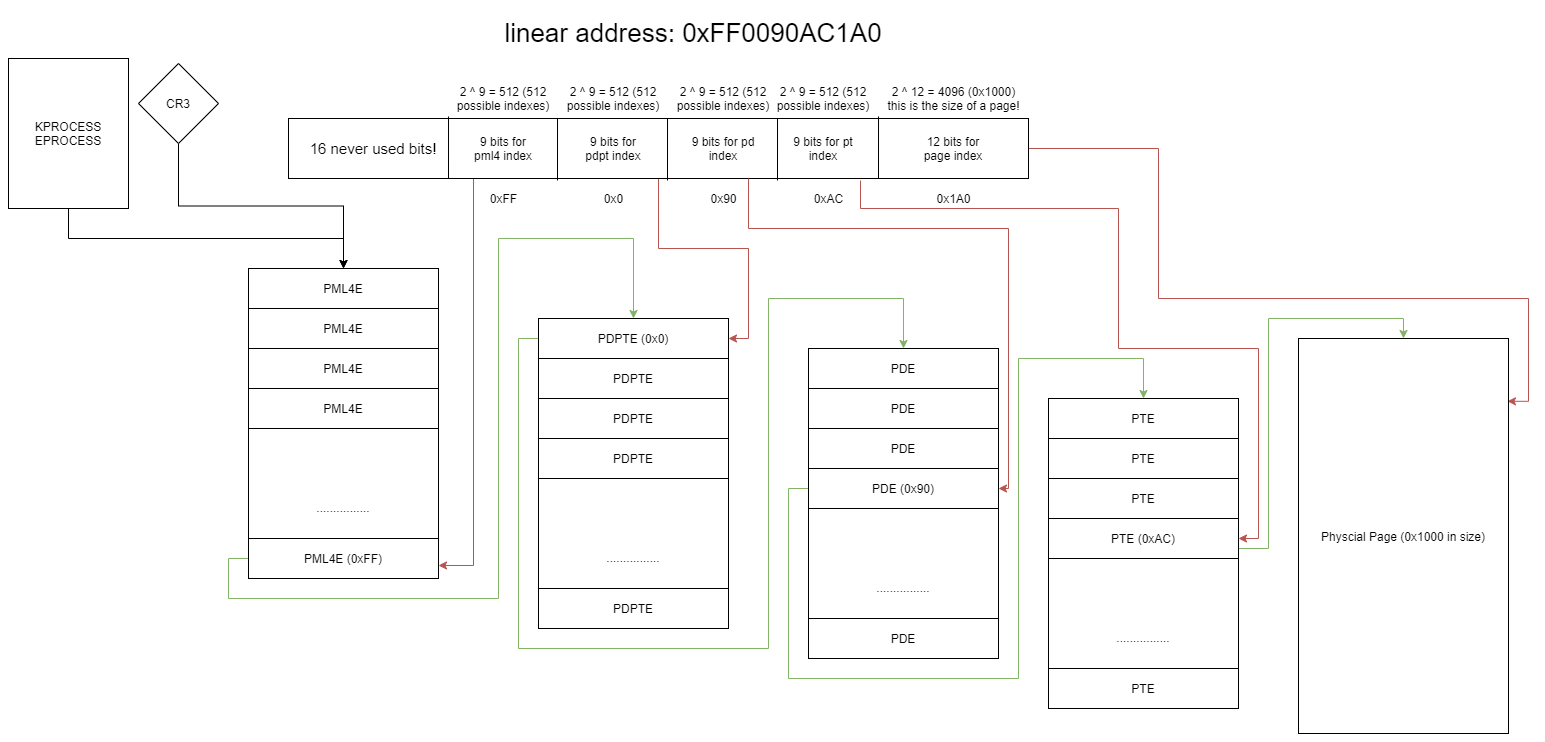 linear address: 0xFF0090AC1A0
KPROCESS
EPROCESS
CR3
2 ^ 9 = 512 (512
possible indexes)
2 ^ 9 = 512 (512
possible indexes)
2 ^ 9 = 512 (512
possible indexes)
2 ^ 9 = 512 (512
possible indexes)
2 ^ 12 = 4096 (0x1000)
this is the size of a page!
16 never used bits!
9 bits for
pml4 index
9 bits for
pdpt index
9 bits for pd
index
9 bits for pt
index
12 bits for
page index
0xFF
0x0
0x90
0xAC
0x1A0
PML4E
PML4E
PML4E
PML4E
................
PML4E (0xFF)
PDPTE (0x0)
PDPTE
PDPTE
PDPTE
................
PDPTE
PDE
PDE
PDE
PDE (0x90)
................
PDE
PTE
PTE
PTE
PTE (0xAC)
................
PTE
Physcial Page (0x1000 in size)